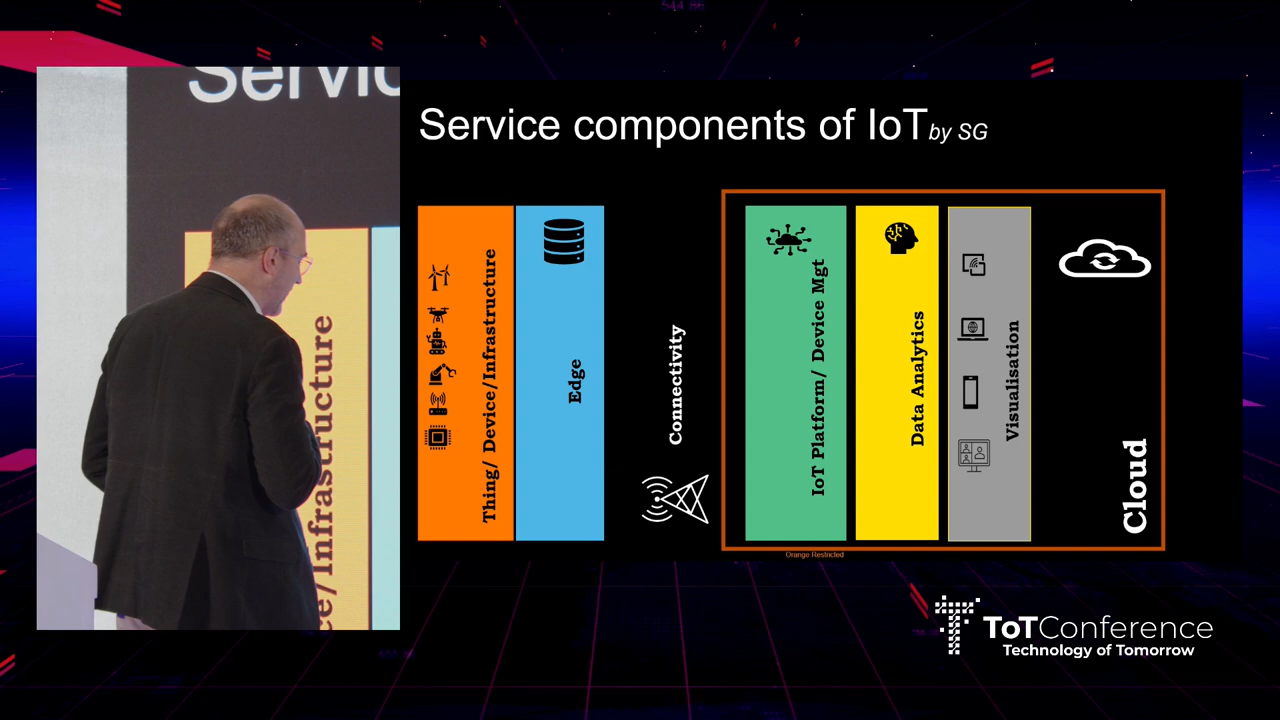 Servic
ce/Infrastructure
Service components of IoT by SG
Thing/ Device/Infrastructure
Edge
Connectivity
IoT Platform/ Device Mgt
Data Analytics
Visualisation
Cloud
Orange Restricted
ToTConference
Technology of Tomorrow